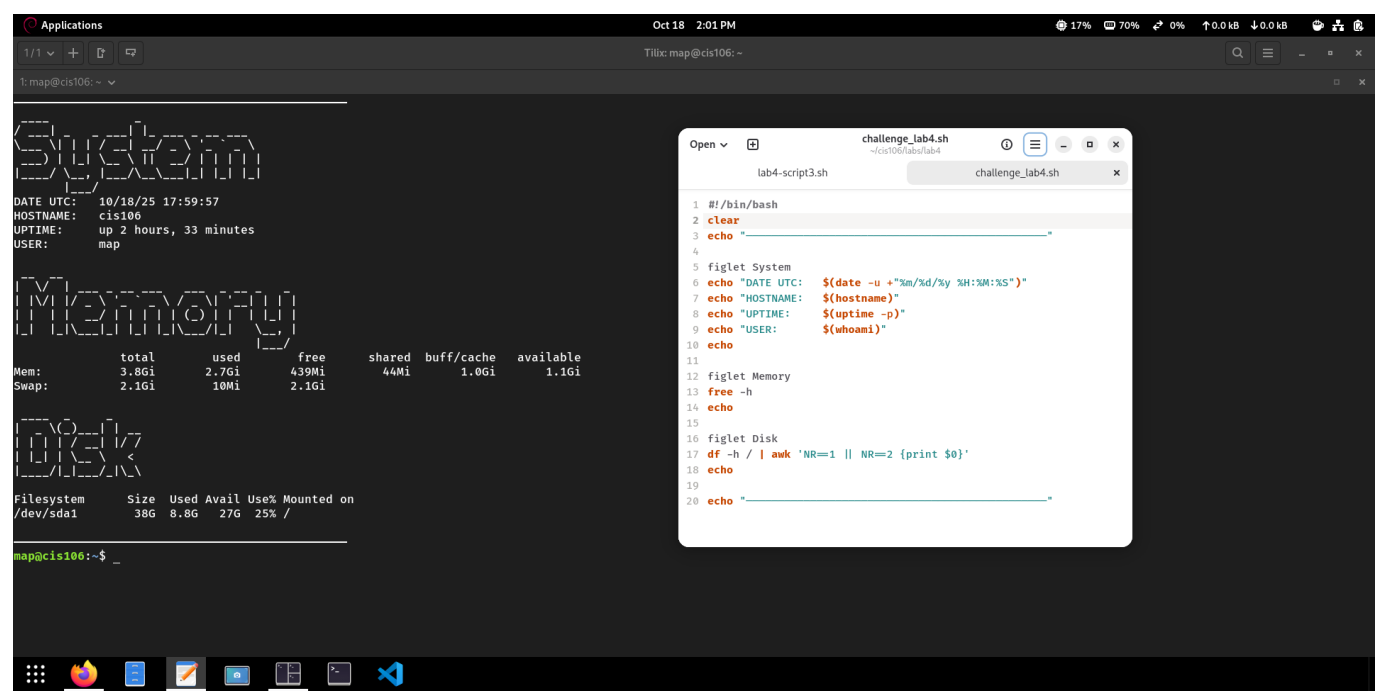 Applications
Oct 18 2:01 PM
17% 70% 0% ↑0.0 kB ↓0.0 kB
1/1
Tilix: map@cis106: ~
1: map@cis106: ~
System
DATE UTC: 10/18/25 17:59:57
HOSTNAME: cis106
UPTIME: up 2 hours, 33 minutes
USER: map
Memory
total used free shared buff/cache available
Mem: 3.8Gi 2.7Gi 439Mi 44Mi 1.0Gi 1.1Gi
Swap: 2.1Gi 10Mi 2.1Gi
Disk
Filesystem Size Used Avail Use% Mounted on
/dev/sda1 38G 8.8G 27G 25% /
map@cis106:~$ _
Open
challenge_lab4.sh
~/cis106/labs/lab4
lab4-script3.sh
challenge_lab4.sh
1 #!/bin/bash
2 clear
3 echo "───────────────────────────"
4
5 figlet System
6 echo "DATE UTC: $(date -u +"%m/%d/%y %H:%M:%S")"
7 echo "HOSTNAME: $(hostname)"
8 echo "UPTIME: $(uptime -p)"
9 echo "USER: $(whoami)"
10 echo
11
12 figlet Memory
13 free -h
14 echo
15
16 figlet Disk
17 df -h / | awk 'NR==1 || NR==2 {print $0}'
18 echo
19
20 echo "───────────────────────────"